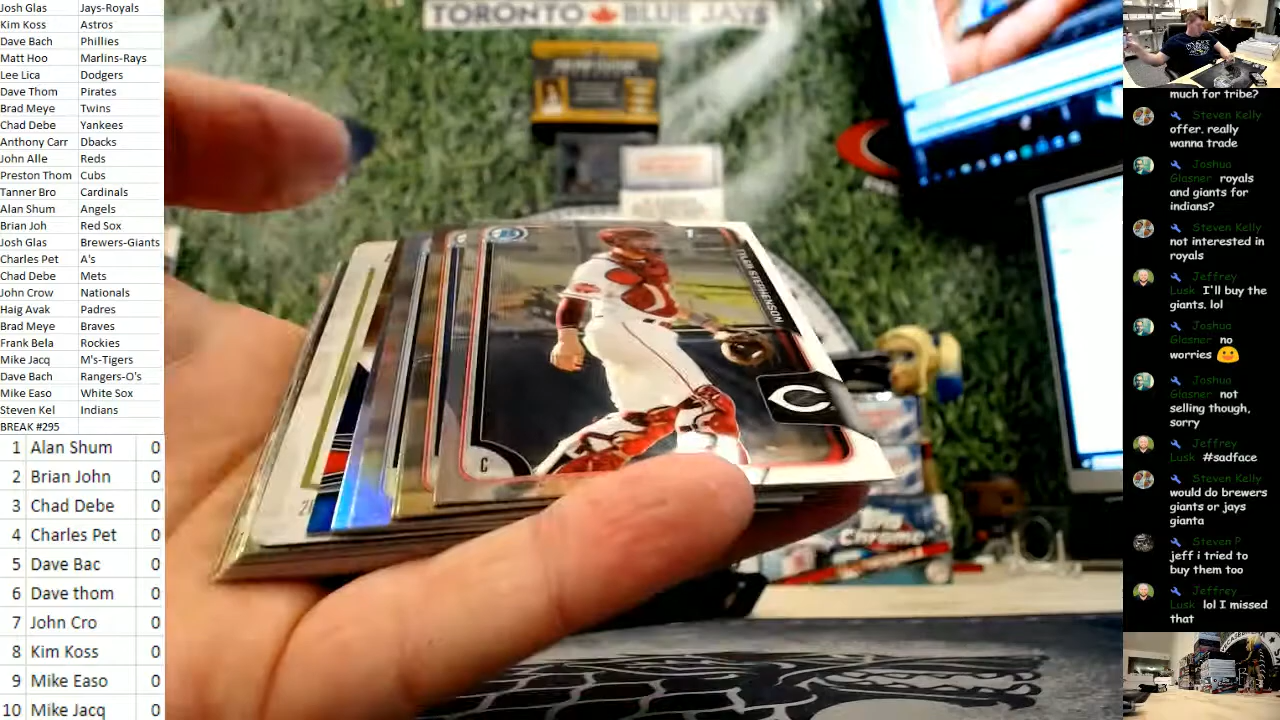 Josh Glas Jays-Royals
Kim Koss Astros
Dave Bach Phillies
Matt Hoo Marlins-Rays
Lee Lica Dodgers
Dave Thom Pirates
Brad Meye Twins
Chad Debe Yankees
Anthony Carr Dbacks
John Alle Reds
Preston Thom Cubs
Tanner Bro Cardinals
Alan Shum Angels
Brian Joh Red Sox
Josh Glas Brewers-Giants
Charles Pet A's
Chad Debe Mets
John Crow Nationals
Haig Avak Padres
Brad Meye Braves
Frank Bela Rockies
Mike Jacq M's-Tigers
Dave Bach Rangers-O's
Mike Easo White Sox
Steven Kel Indians
BREAK #295
1 Alan Shum 0
2 Brian John 0
3 Chad Debe 0
4 Charles Pet 0
5 Dave Bac 0
6 Dave thom 0
7 John Cro 0
8 Kim Koss 0
9 Mike Easo 0
10 Mike Jacq 0
TORONTO BLUE JAYS
TYLER STEPHENSON
C
C
Topps
Chrome
much for tribe?
Steven Kelly
offer. really
wanna trade
Joshua
Glasner royals
and giants for
indians?
Steven Kelly
not interested in
royals
Jeffrey
Lusk I'll buy the
giants. lol
Joshua
Glasner no
worries
Joshua
Glasner not
selling though,
sorry
Jeffrey
Lusk #sadface
Steven Kelly
would do brewers
giants or jays
gianta
Steven P
jeff i tried to
buy them too
Jeffrey
Lusk lol I missed
that